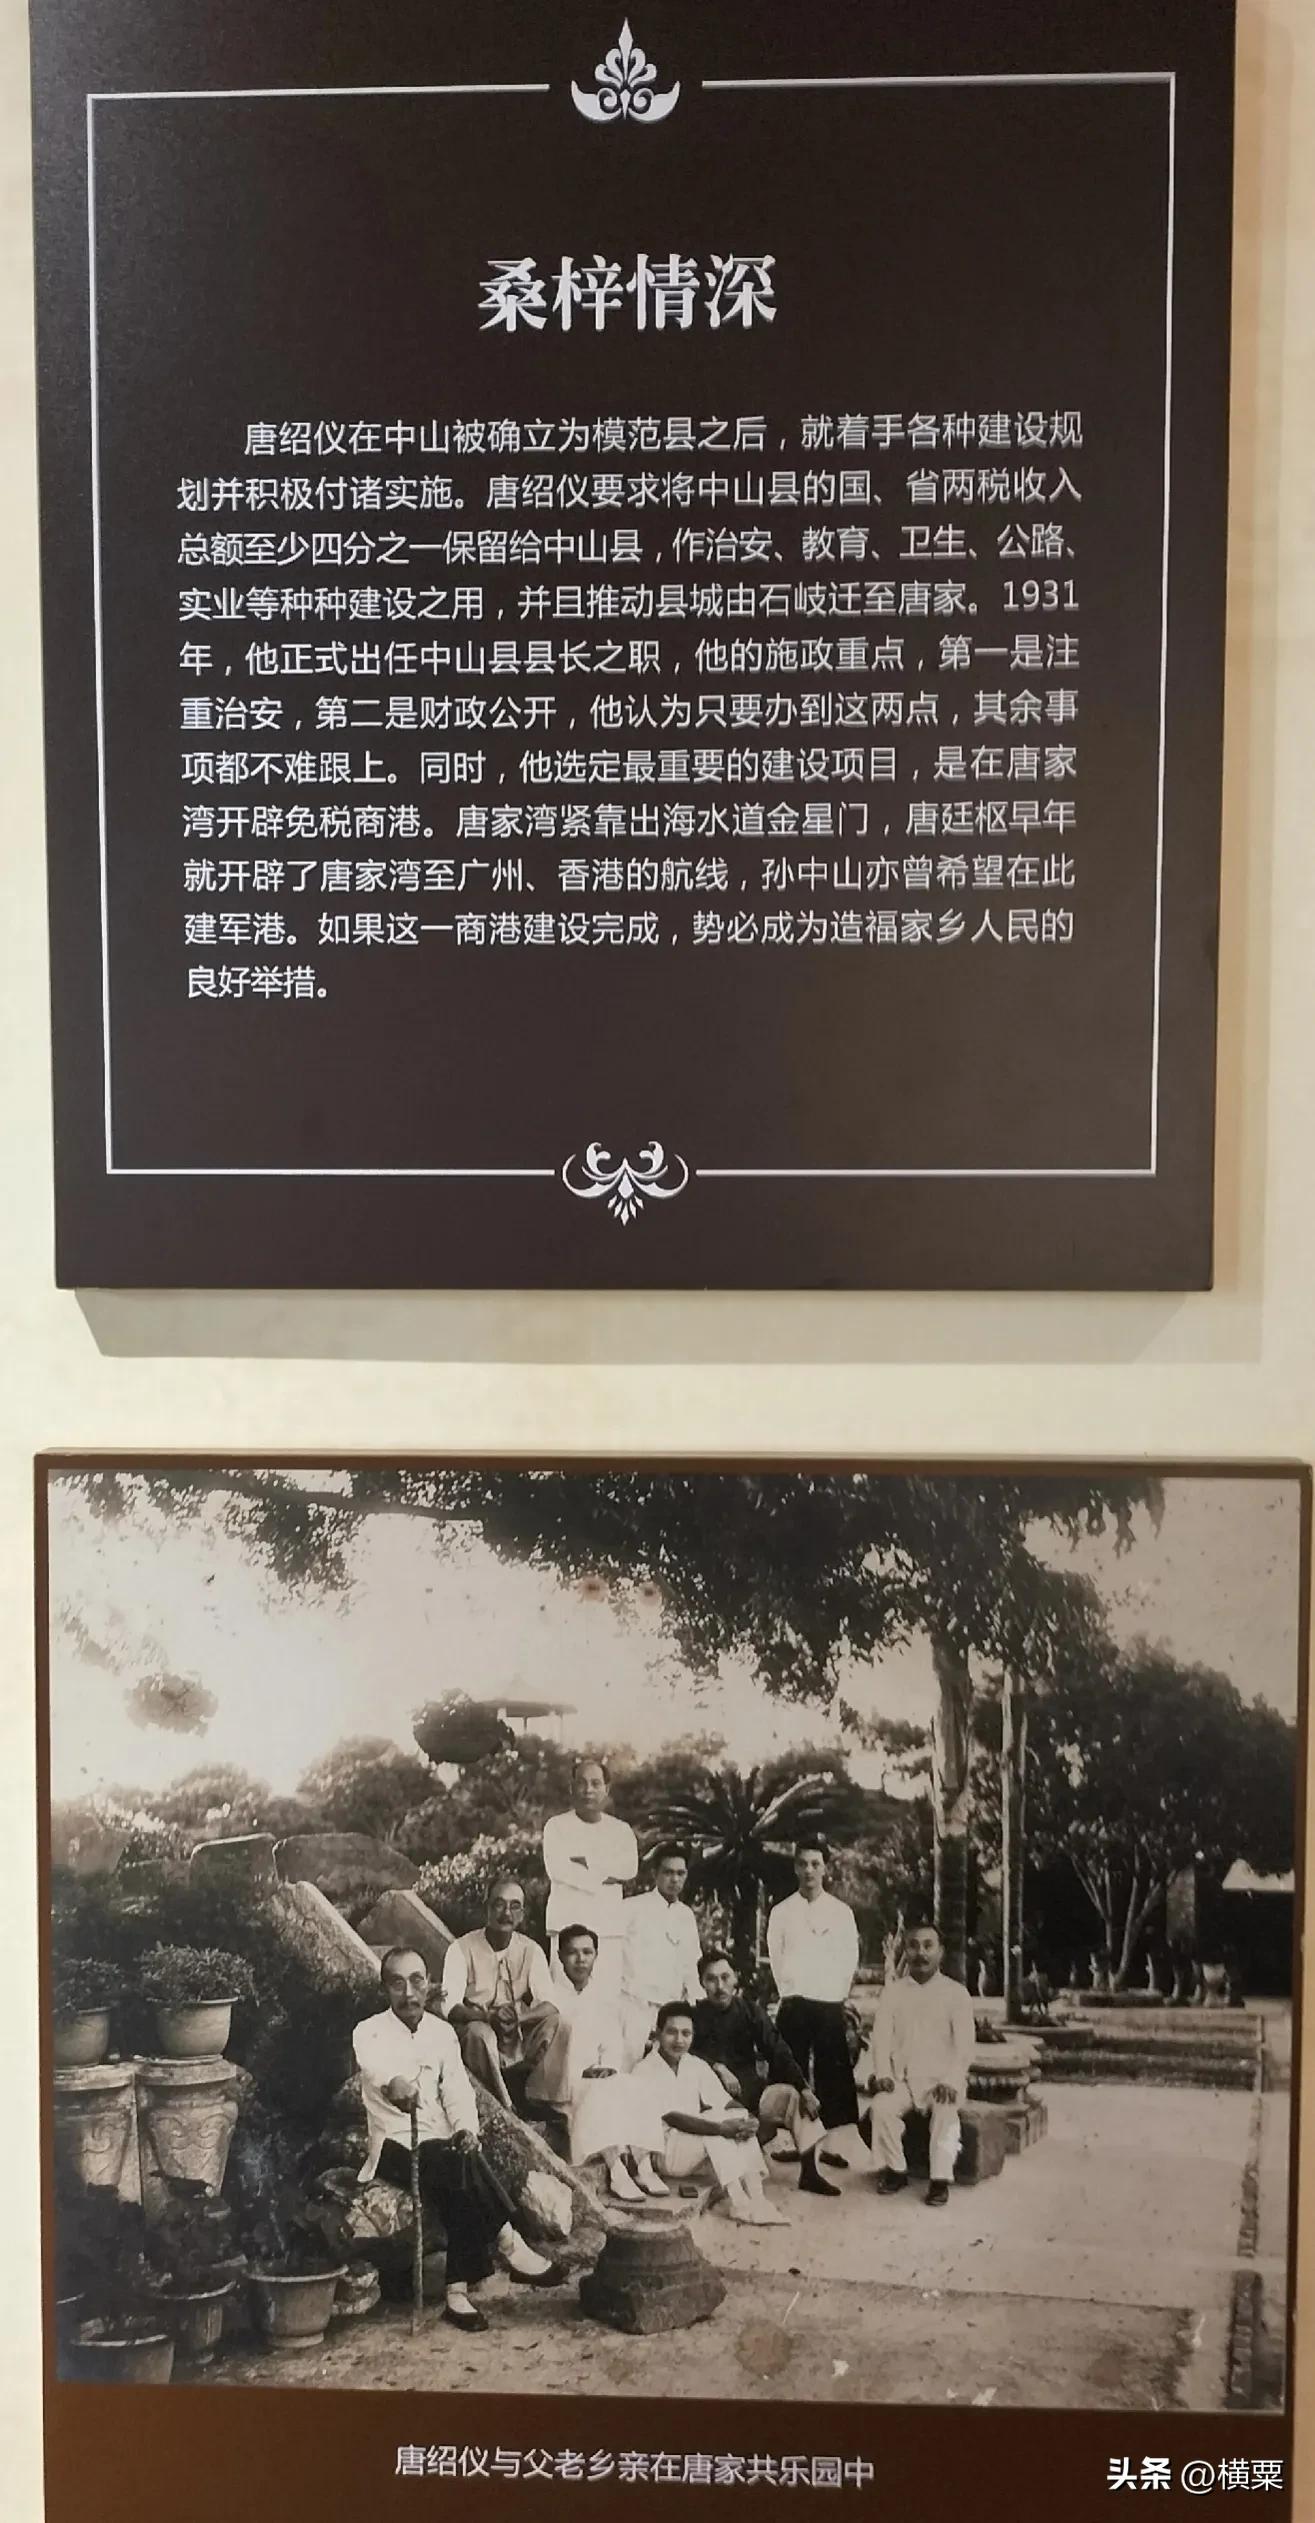 桑梓情深
唐绍仪在中山被确立为模范县之后，就着手各种建设规
划并积极付诸实施。唐绍仪要求将中山县的国、省两税收入
总额至少四分之一保留给中山县，作治安、教育、卫生、公路、
实业等种种建设之用，并且推动县城由石岐迁至唐家。1931
年，他正式出任中山县县长之职，他的施政重点，第一是注
重治安，第二是财政公开，他认为只要办到这两点，其余事
项都不难跟上。同时，他选定最重要的建设项目，是在唐家
湾开辟免税商港。唐家湾紧靠出海水道金星门，唐廷枢早年
就开辟了唐家湾至广州、香港的航线，孙中山亦曾希望在此
建军港。如果这一商港建设完成，势必成为造福家乡人民的
良好举措。
唐绍仪与父老乡亲在唐家共乐园中
头条 @横粟